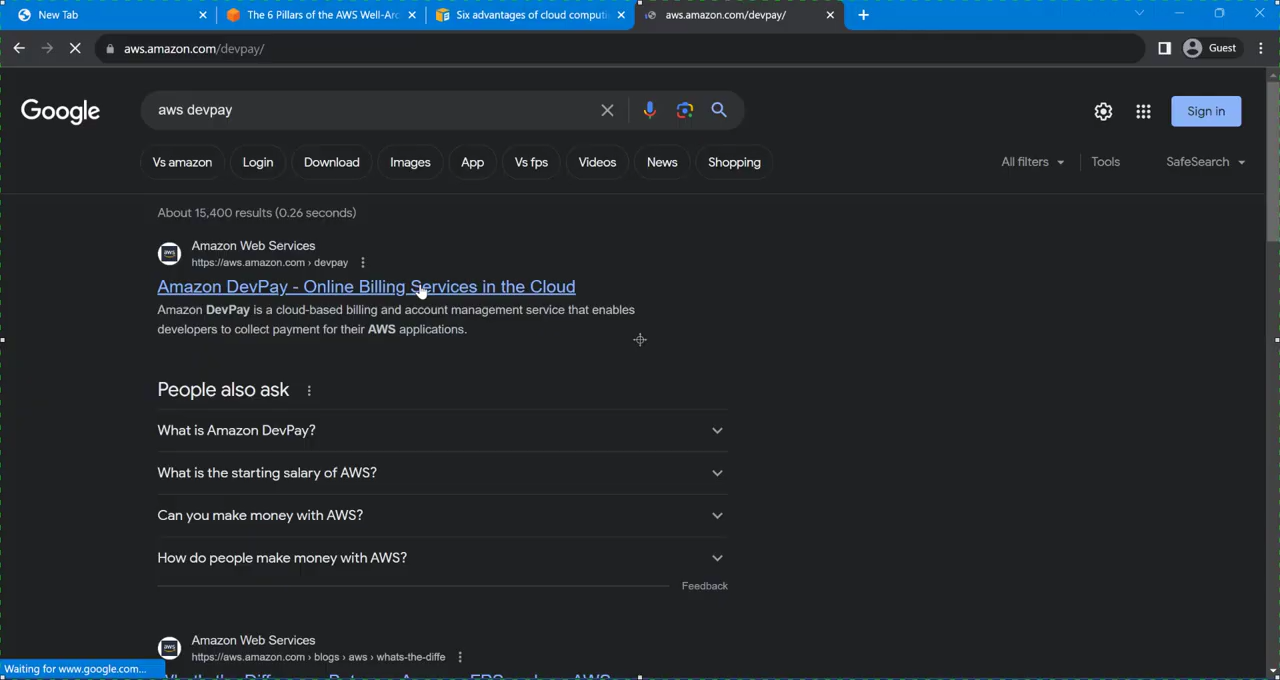 New Tab
The 6 Pillars of the AWS Well-Arc
Six advantages of cloud computi
aws.amazon.com/devpay/
aws.amazon.com/devpay/
Guest
Google
aws devpay
Sign in
Vs amazon
Login
Download
Images
App
Vs fps
Videos
News
Shopping
All filters
Tools
SafeSearch
About 15,400 results (0.26 seconds)
aws
Amazon Web Services
https://aws.amazon.com › devpay
Amazon DevPay - Online Billing Services in the Cloud
Amazon DevPay is a cloud-based billing and account management service that enables
developers to collect payment for their AWS applications.
People also ask
What is Amazon DevPay?
What is the starting salary of AWS?
Can you make money with AWS?
How do people make money with AWS?
Feedback
aws
Amazon Web Services
https://aws.amazon.com › blogs › aws › whats-the-diffe
Waiting for www.google.com...